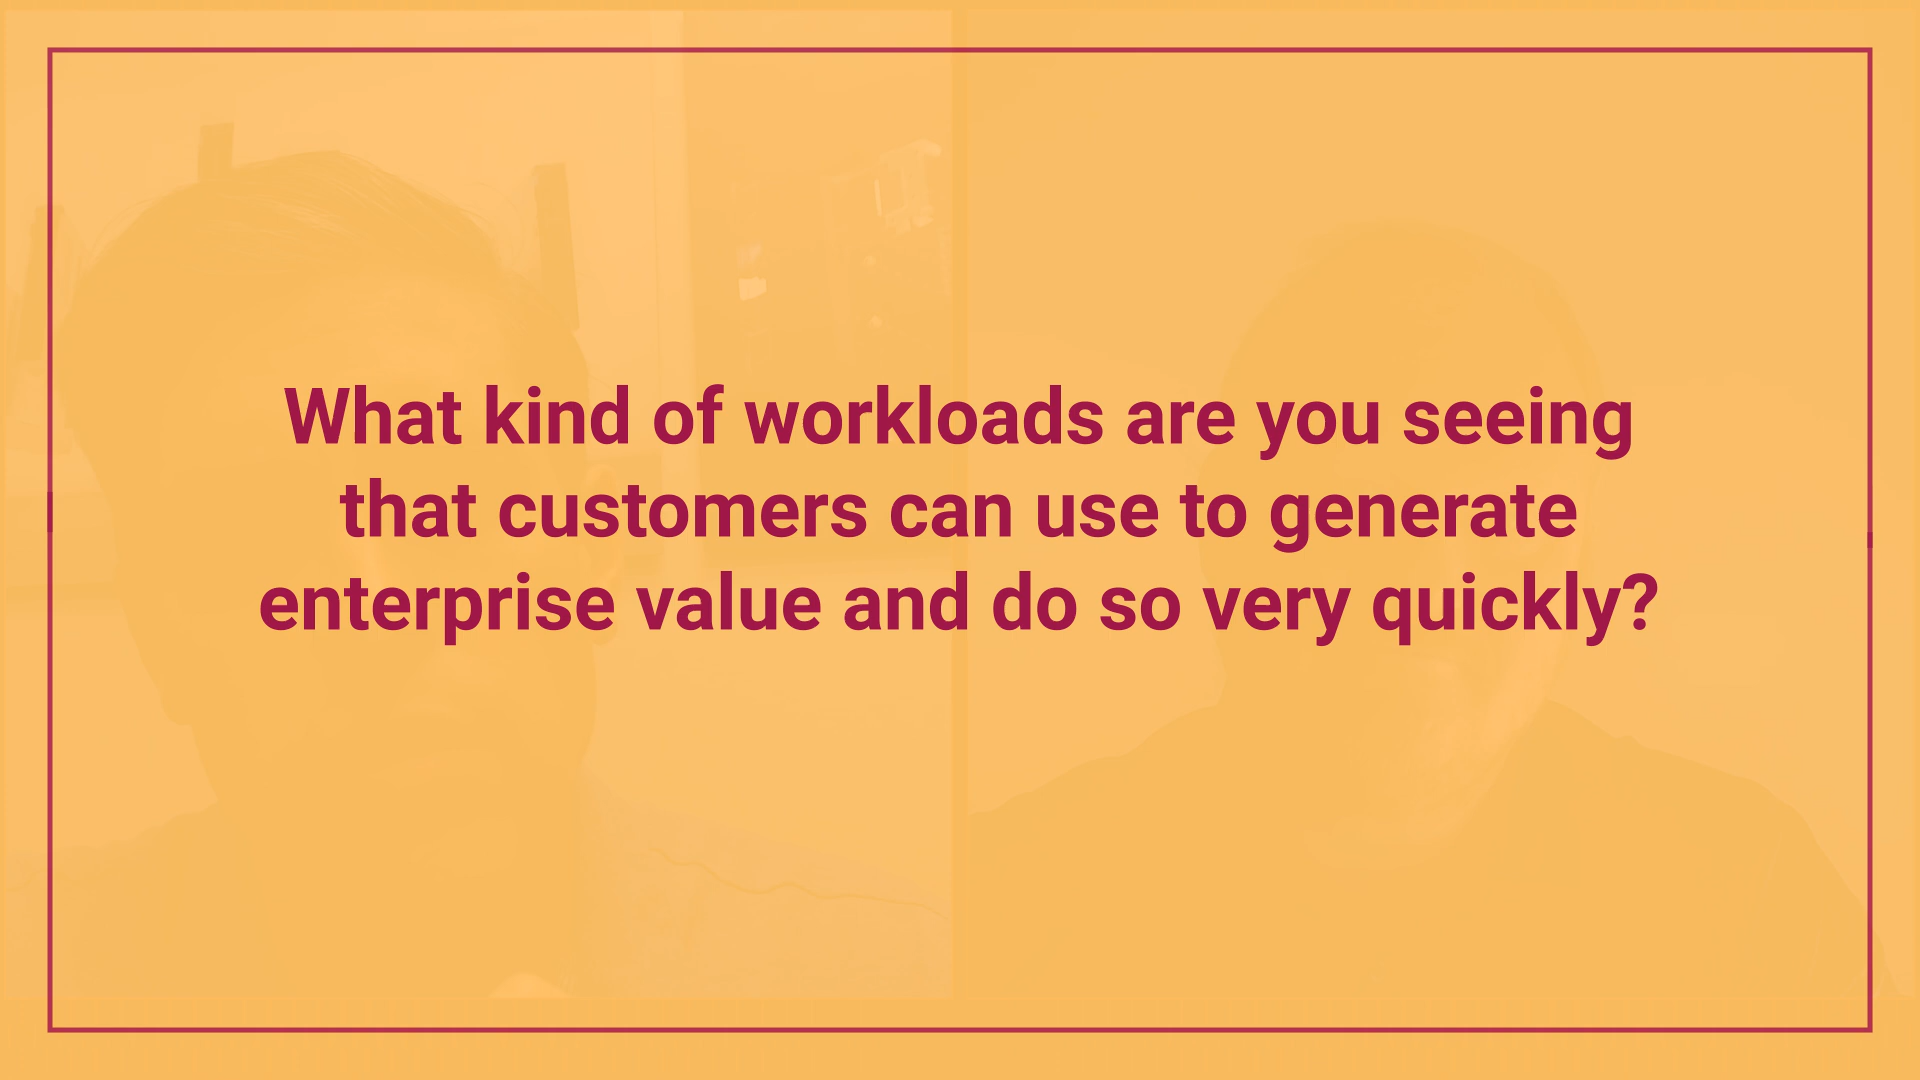 What kind of workloads are you seeing
that customers can use to generate
enterprise value and do so very quickly?